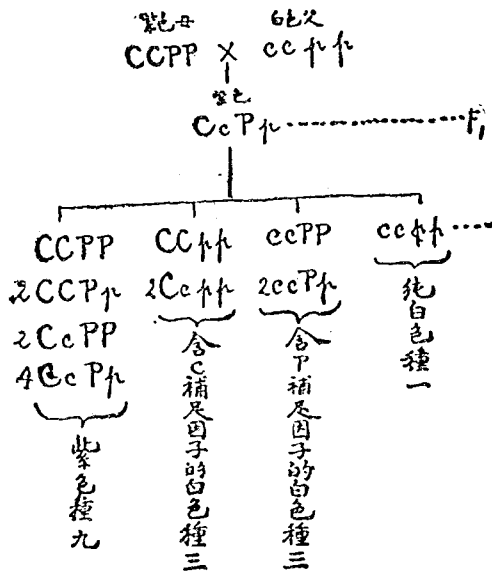 紫色母 白色父
CCPP × ccpp
紫色
CcPp F₁
CCPP CCpp ccPP ccpp
2CCPp 2Ccpp 2ccPp
2CcPP
4CcPp
紫色種九
含C補足因子的白色種三
含P補足因子的白色種三
純白色種一